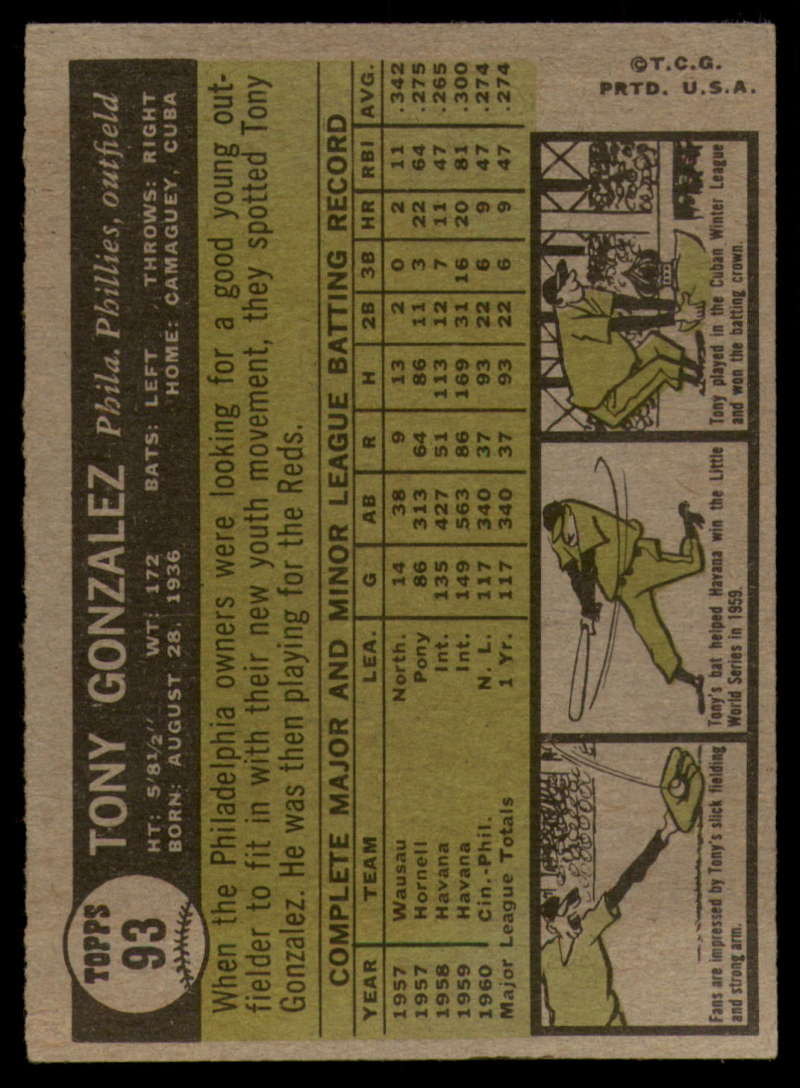 TOPPS
93
TONY GONZALEZ Phila. Phillies, outfield
HT: 5'8½" WT: 172 BATS: LEFT THROWS: RIGHT
BORN: AUGUST 28, 1936 HOME: CAMAGUEY, CUBA
When the Philadelphia owners were looking for a good young out-
fielder to fit in with their new youth movement, they spotted Tony
Gonzalez. He was then playing for the Reds.
COMPLETE MAJOR AND MINOR LEAGUE BATTING RECORD
YEAR TEAM LEA. G AB R H 2B 3B HR RBI AVG.
1957 Wausau North. 14 38 9 13 2 0 2 11 .342
1957 Hornell Pony 86 313 64 86 11 3 22 64 .275
1958 Havana Int. 135 427 51 113 12 7 11 47 .265
1959 Havana Int. 149 563 86 169 31 16 20 81 .300
1960 Cin.-Phil. N. L. 117 340 37 93 22 6 9 47 .274
Major League Totals 1 Yr. 117 340 37 93 22 6 9 47 .274
Fans are impressed by Tony's slick fielding
and strong arm.
Tony's bat helped Havana win the Little
World Series in 1959.
Tony played in the Cuban Winter League
and won the batting crown.
©T.C.G.
PRTD. U.S.A.